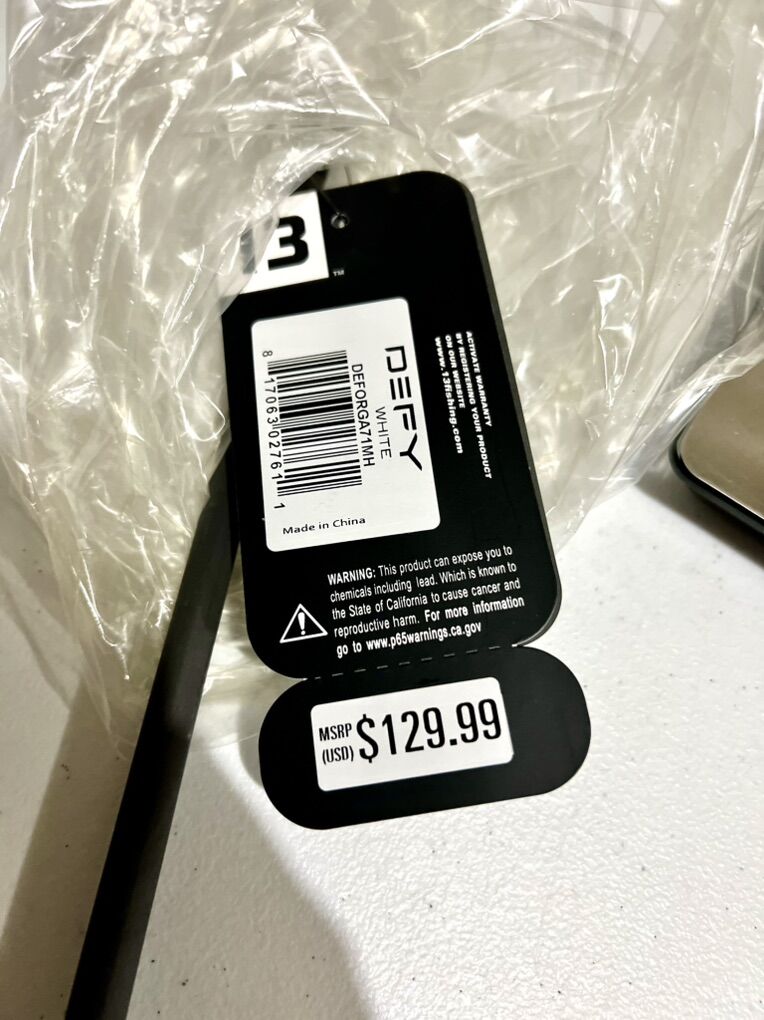 13
TM
ACTIVATE WARRANTY
BY REGISTERING YOUR PRODUCT
ON OUR WEBSITE
www.13fishing.com
DEFY
WHITE
DEFORGA71MH
8 17063 02761 1
Made in China
WARNING: This product can expose you to
chemicals including lead. Which is known to
the State of California to cause cancer and
reproductive harm. For more information
go to www.p65warnings.ca.gov
MSRP
(USD)
$129.99